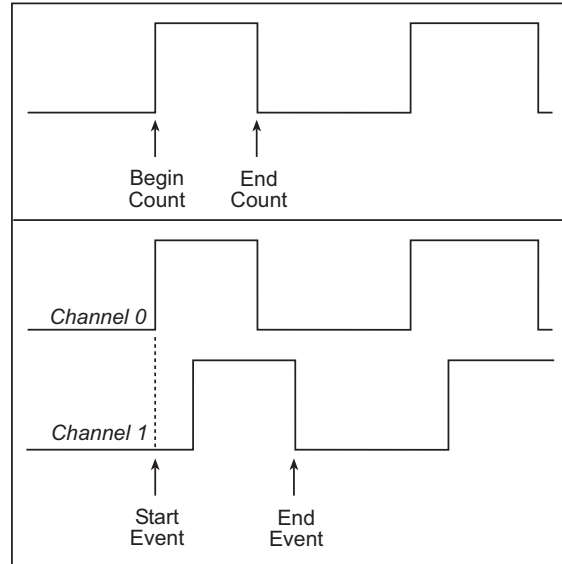 Begin
Count
End
Count
Channel 0
Channel 1
Start
Event
End
Event